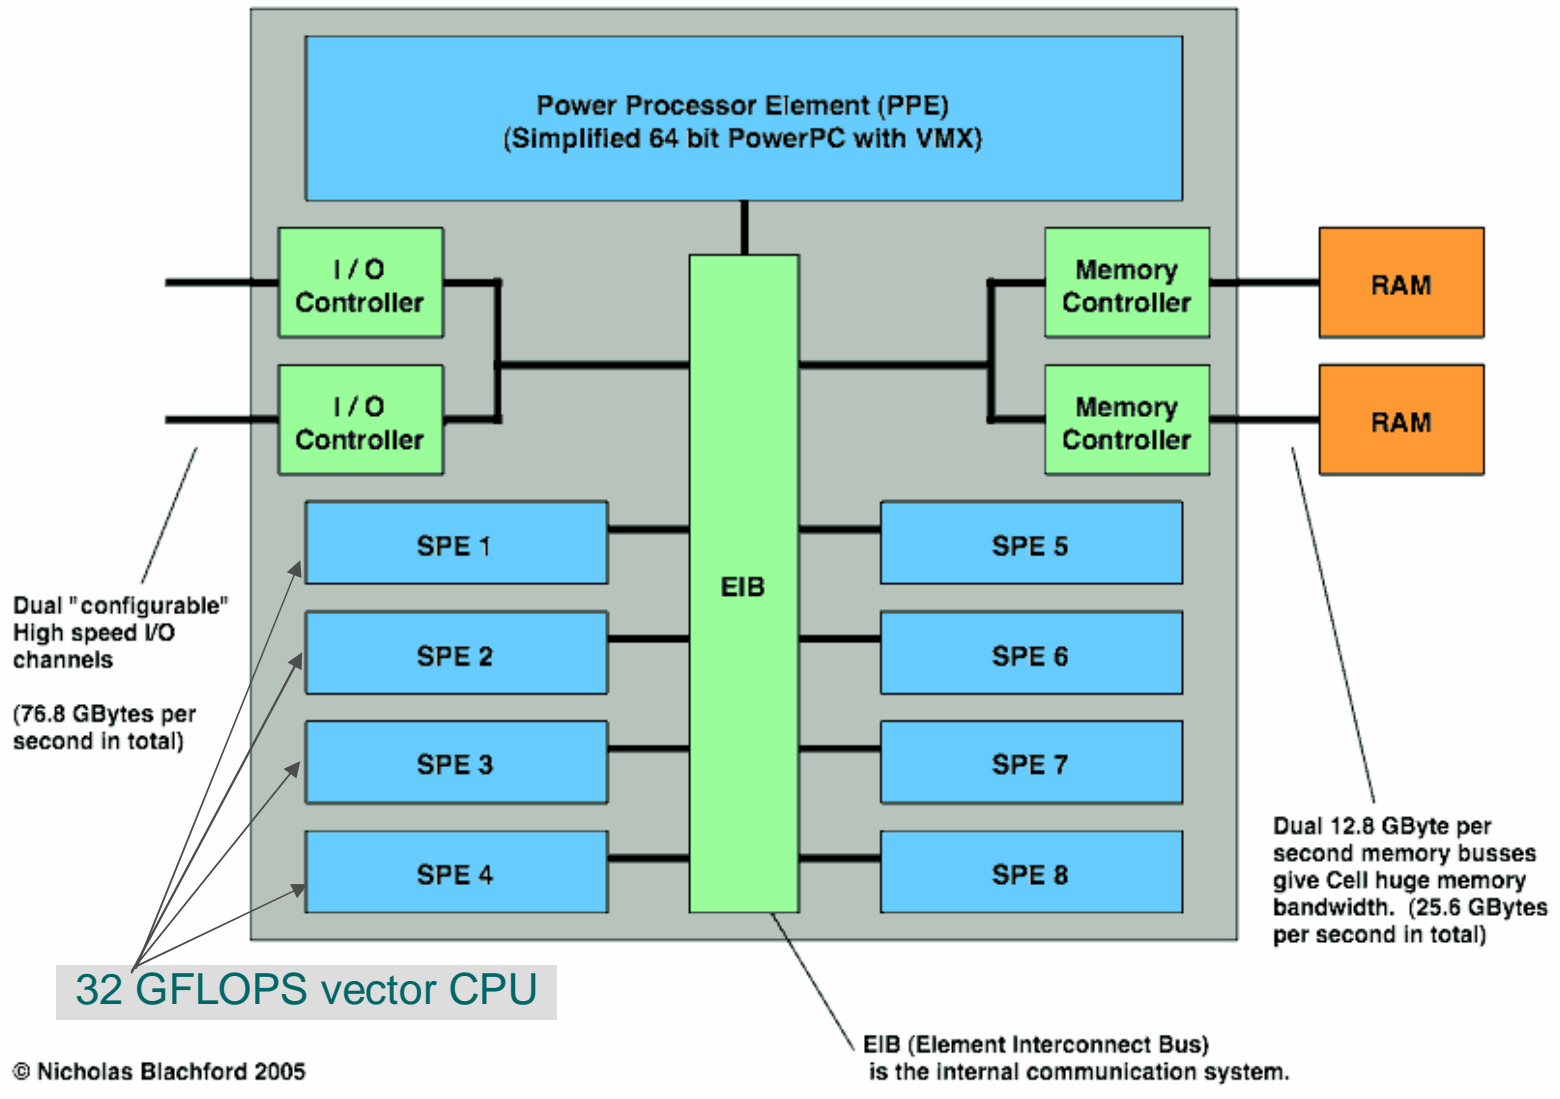 Power Processor Element (PPE)
(Simplified 64 bit PowerPC with VMX)
I / O
Controller
Memory
Controller
RAM
I / O
Controller
Memory
Controller
RAM
SPE 1
SPE 5
EIB
SPE 2
SPE 6
SPE 3
SPE 7
SPE 4
SPE 8
Dual "configurable"
High speed I/O
channels
(76.8 GBytes per
second in total)
Dual 12.8 GByte per
second memory busses
give Cell huge memory
bandwidth. (25.6 GBytes
per second in total)
32 GFLOPS vector CPU
EIB (Element Interconnect Bus)
is the internal communication system.
© Nicholas Blachford 2005